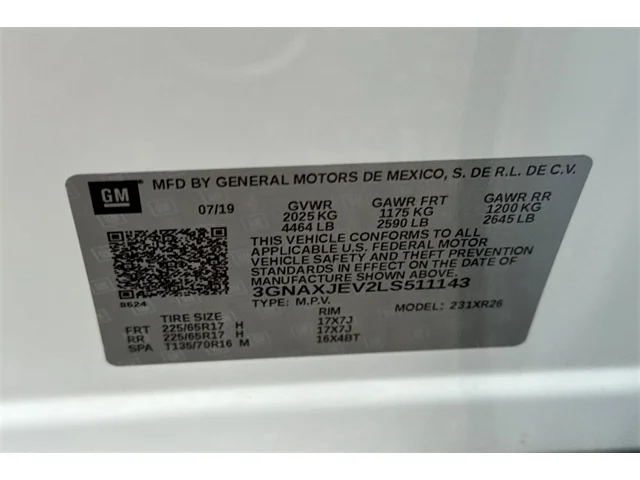 GM
MFD BY GENERAL MOTORS DE MEXICO, S. DE R.L. DE C.V.
07/19 GVWR GAWR FRT GAWR RR
2025 KG 1175 KG 1200 KG
4464 LB 2590 LB 2645 LB
THIS VEHICLE CONFORMS TO ALL
APPLICABLE U.S. FEDERAL MOTOR
VEHICLE SAFETY AND THEFT PREVENTION
STANDARDS IN EFFECT ON THE DATE OF
MANUFACTURE SHOWN ABOVE.
3GNAXJEV2LS511143
8524 TYPE: M.P.V. MODEL: 231XR26
TIRE SIZE RIM
FRT 225/65R17 H 17X7J
RR 225/65R17 H 17X7J
SPA T135/70R16 M 16X4BT